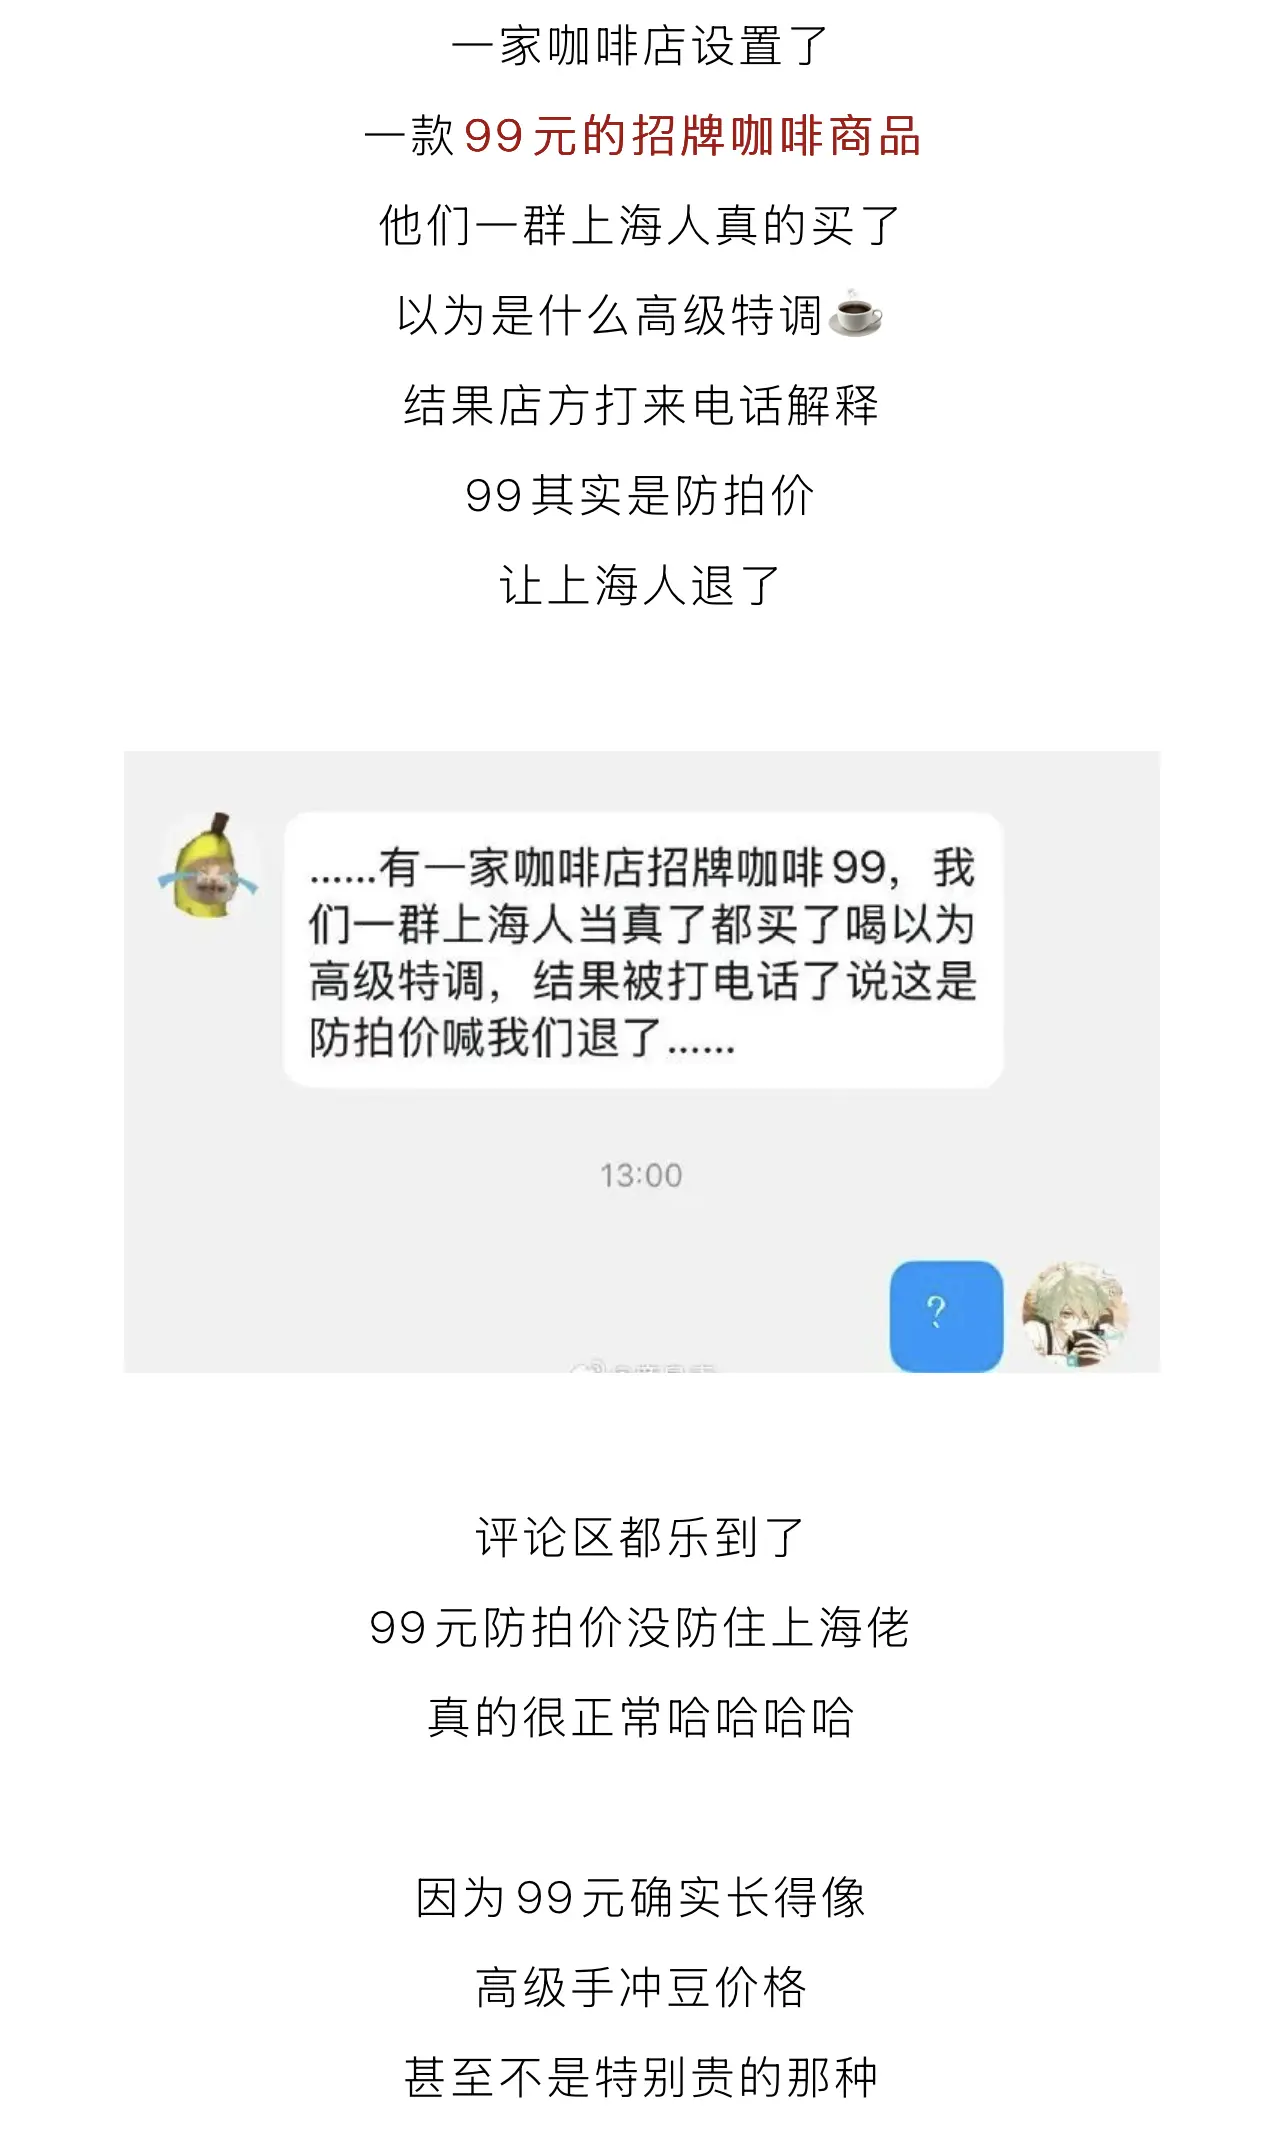 一家咖啡店设置了
一款99元的招牌咖啡商品
他们一群上海人真的买了
以为是什么高级特调☕
结果店方打来电话解释
99其实是防拍价
让上海人退了
......有一家咖啡店招牌咖啡99，我
们一群上海人当真了都买了喝以为
高级特调，结果被打电话了说这是
防拍价喊我们退了......
13:00
？
评论区都乐到了
99元防拍价没防住上海佬
真的很正常哈哈哈哈
因为99元确实长得像
高级手冲豆价格
甚至不是特别贵的那种